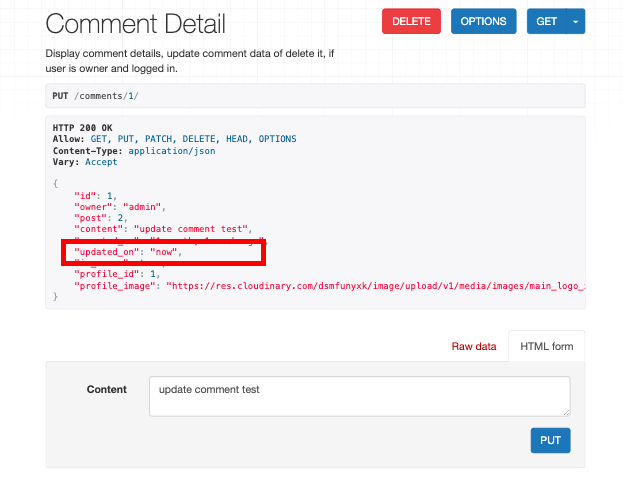 Comment Detail
DELETE
OPTIONS
GET
Display comment details, update comment data of delete it, if
user is owner and logged in.
PUT /comments/1/
HTTP 200 OK
Allow: GET, PUT, PATCH, DELETE, HEAD, OPTIONS
Content-Type: application/json
Vary: Accept
{
"id": 1,
"owner": "admin",
"post": 2,
"content": "update comment test",
"updated_on": "now",
"profile_id": 1,
"profile_image": "https://res.cloudinary.com/dsmfunyxk/image/upload/v1/media/images/main_logo_
}
Raw data
HTML form
Content
update comment test
PUT